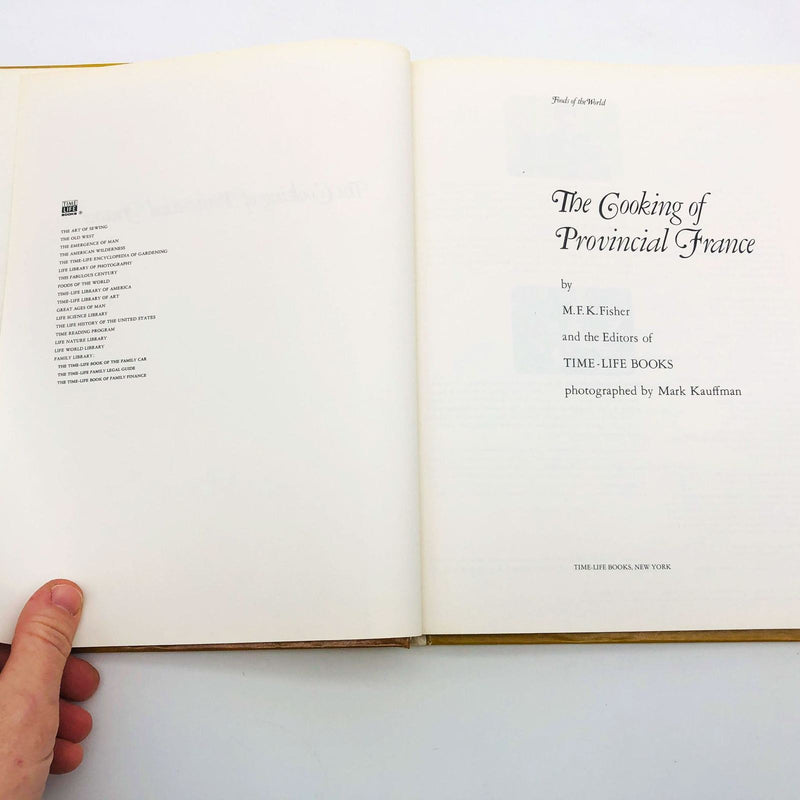 TIME
LIFE
BOOKS ®
THE ART OF SEWING
THE OLD WEST
THE EMERGENCE OF MAN
THE AMERICAN WILDERNESS
THE TIME-LIFE ENCYCLOPEDIA OF GARDENING
LIFE LIBRARY OF PHOTOGRAPHY
THIS FABULOUS CENTURY
FOODS OF THE WORLD
TIME-LIFE LIBRARY OF AMERICA
TIME-LIFE LIBRARY OF ART
GREAT AGES OF MAN
LIFE SCIENCE LIBRARY
THE LIFE HISTORY OF THE UNITED STATES
TIME READING PROGRAM
LIFE NATURE LIBRARY
LIFE WORLD LIBRARY
FAMILY LIBRARY:
THE TIME-LIFE BOOK OF THE FAMILY CAR
THE TIME-LIFE FAMILY LEGAL GUIDE
THE TIME-LIFE BOOK OF FAMILY FINANCE
Foods of the World
The Cooking of
Provincial France
by
M.F.K.Fisher
and the Editors of
TIME-LIFE BOOKS
photographed by Mark Kauffman
TIME-LIFE BOOKS, NEW YORK